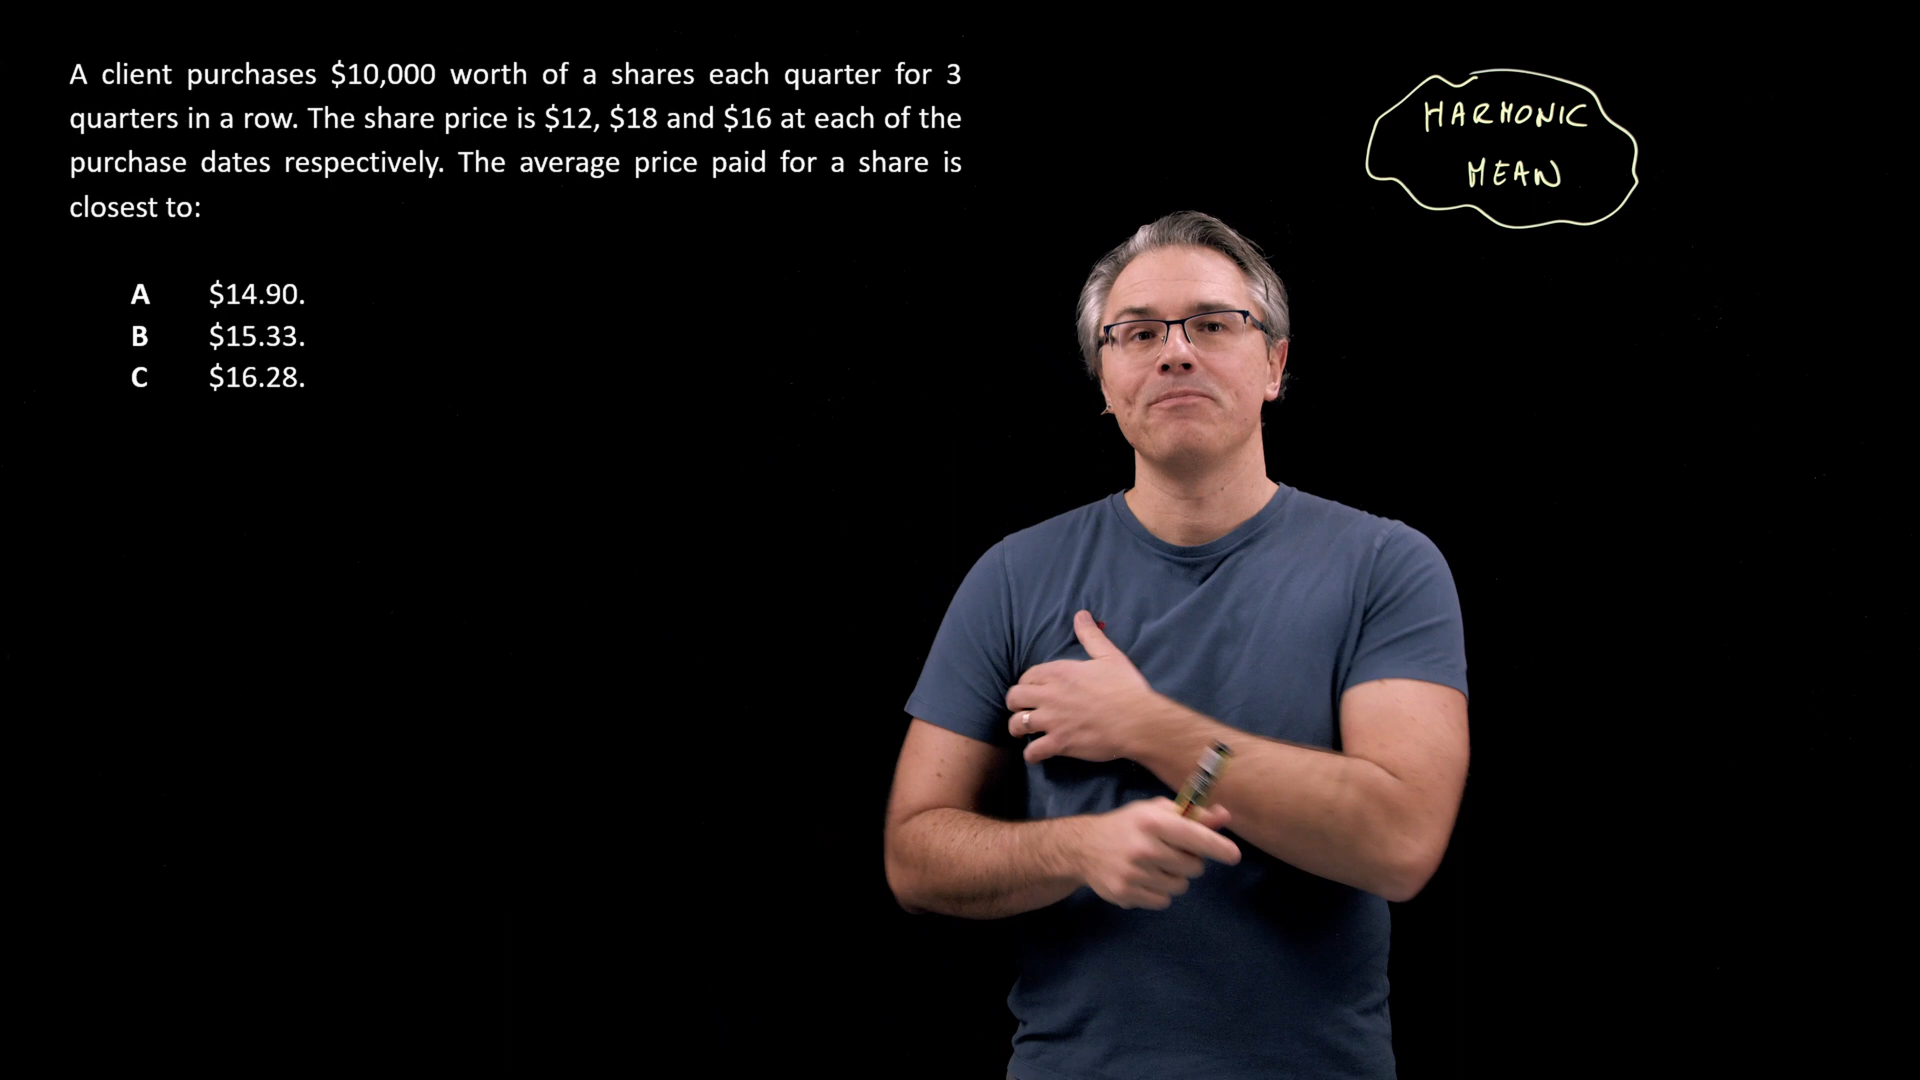 A client purchases $10,000 worth of a shares each quarter for 3
quarters in a row. The share price is $12, $18 and $16 at each of the
purchase dates respectively. The average price paid for a share is
closest to:
A $14.90.
B $15.33.
C $16.28.
HARMONIC
MEAN